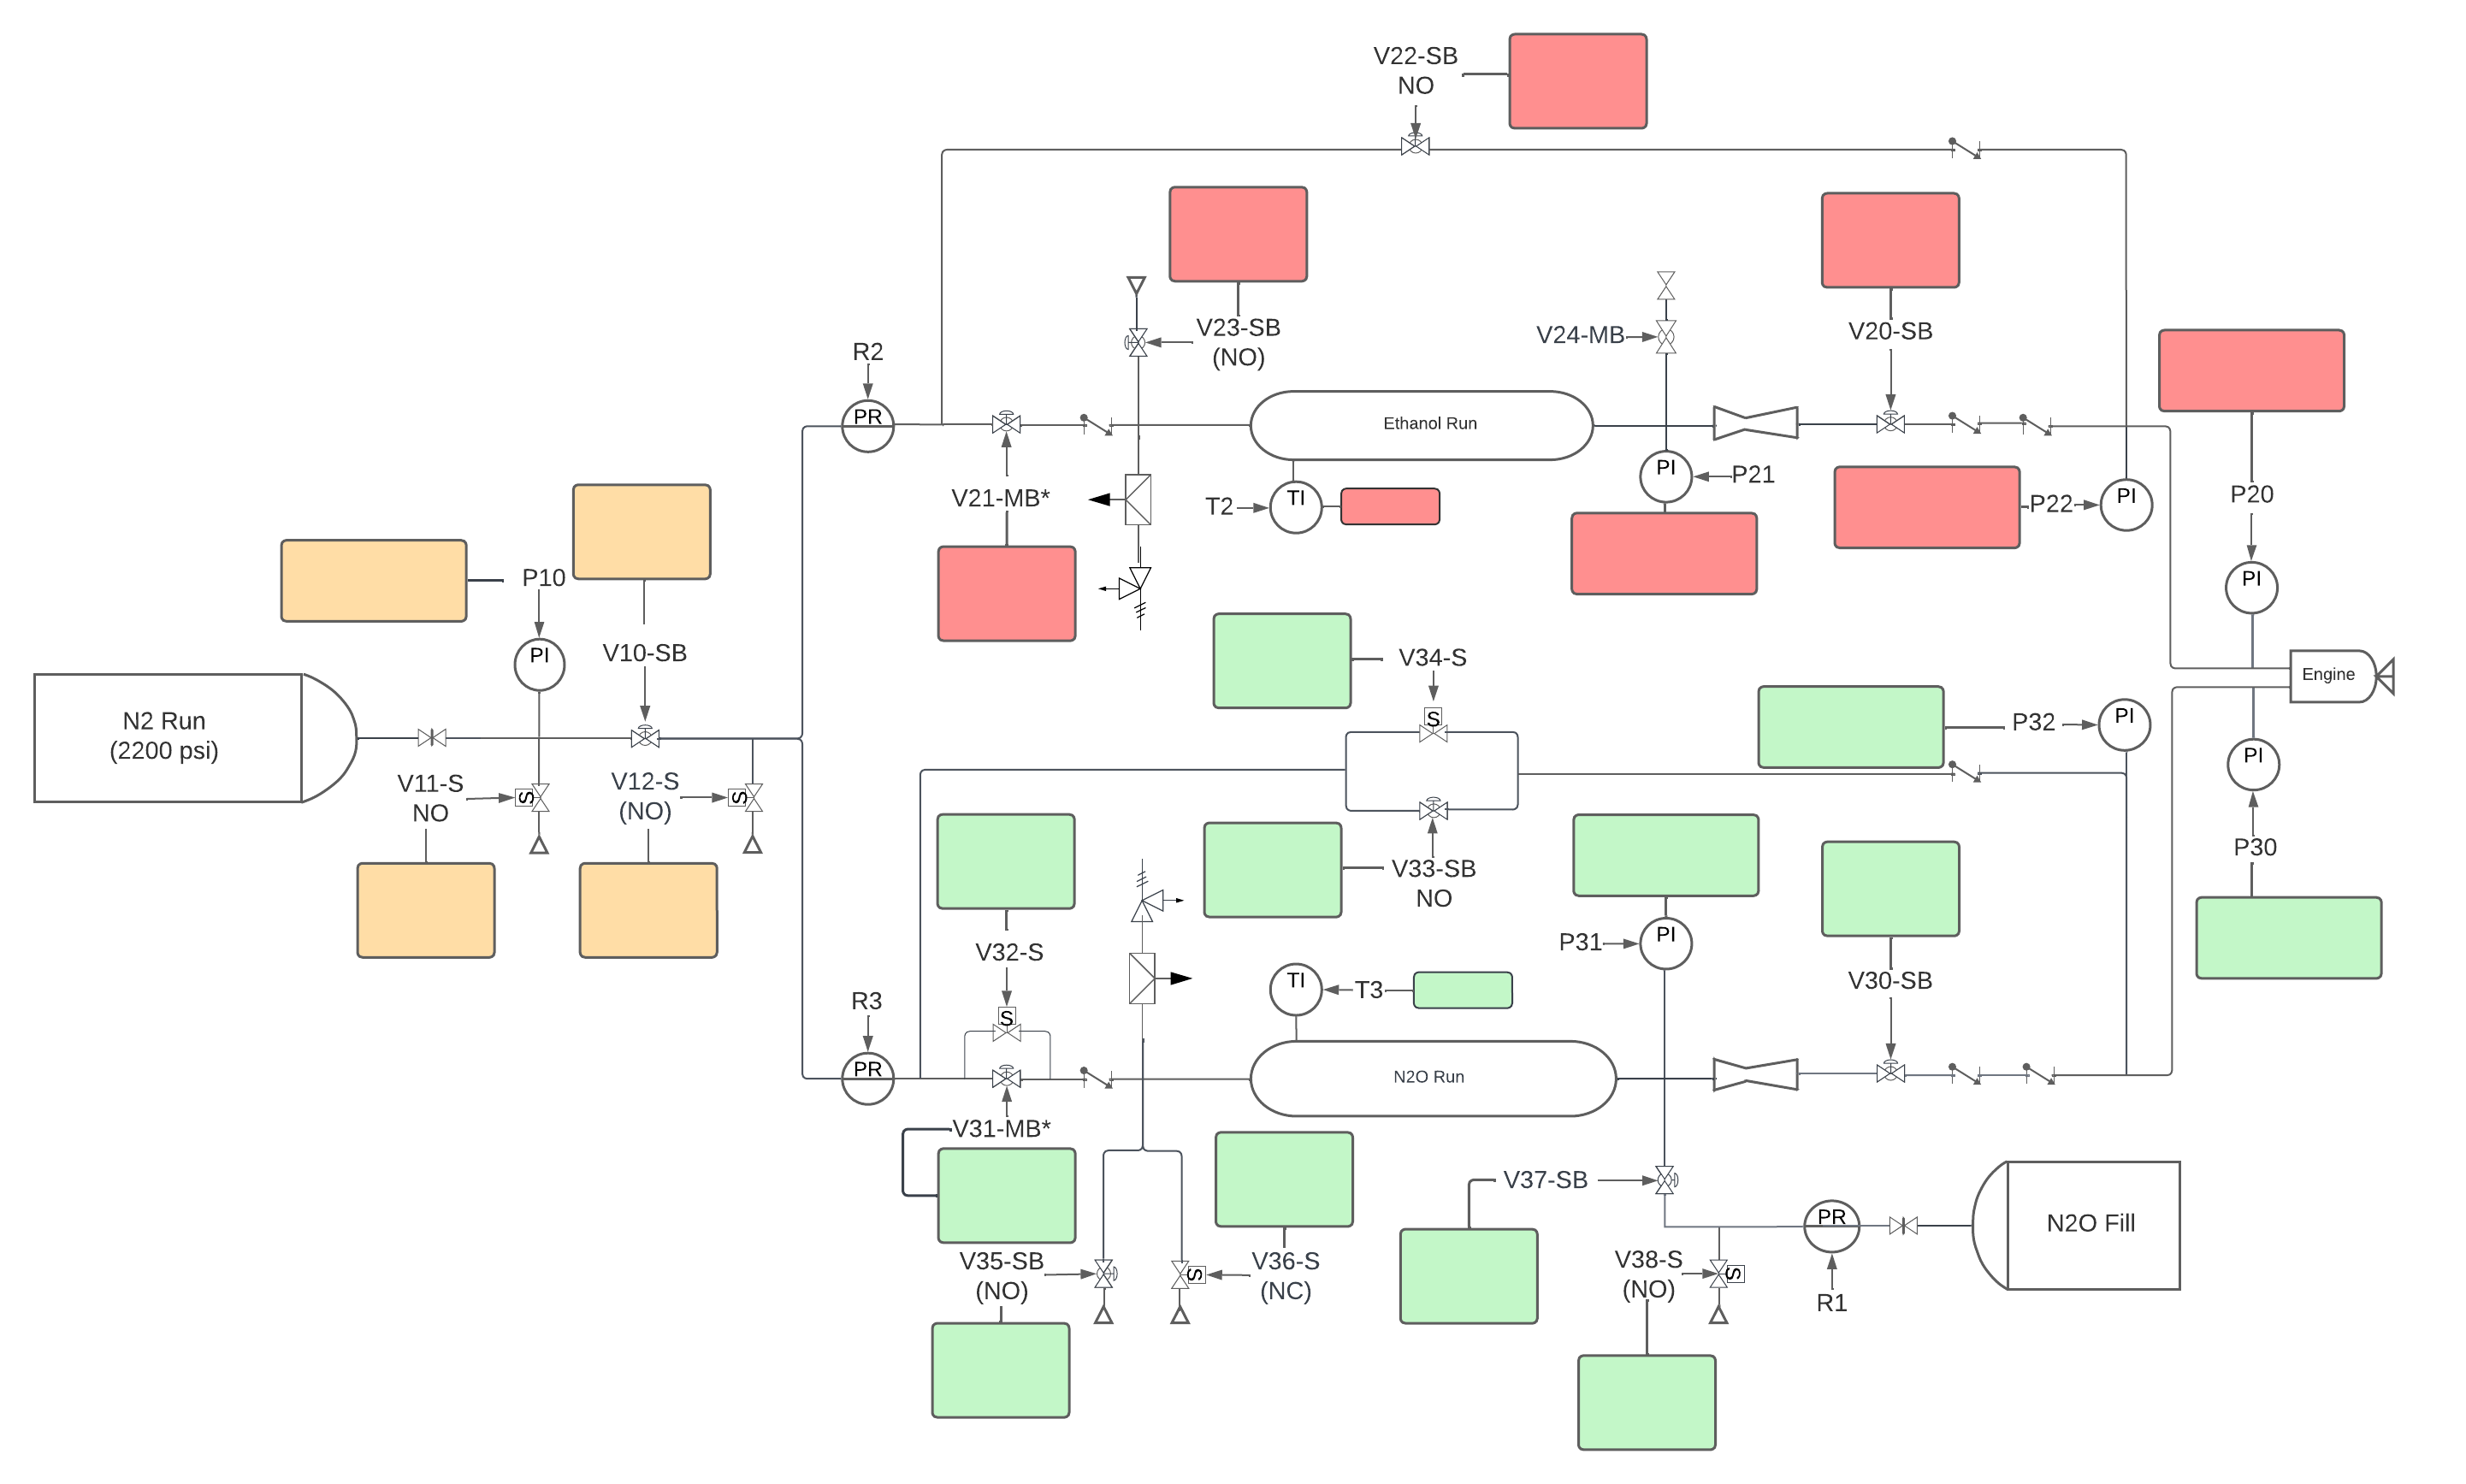 V22-SB
NO
V23-SB
(NO)
V24-MB
V20-SB
R2
PR
Ethanol Run
V21-MB*
T2
TI
PI
P21
P22
PI
P20
PI
P10
PI
V10-SB
N2 Run
(2200 psi)
V11-S
NO
S
V12-S
(NO)
S
V34-S
S
Engine
P32
PI
PI
V33-SB
NO
P30
V32-S
S
P31
PI
V30-SB
TI
T3
R3
PR
N2O Run
V31-MB*
V37-SB
PR
N2O Fill
V35-SB
(NO)
S
V36-S
(NC)
V38-S
(NO)
S
R1